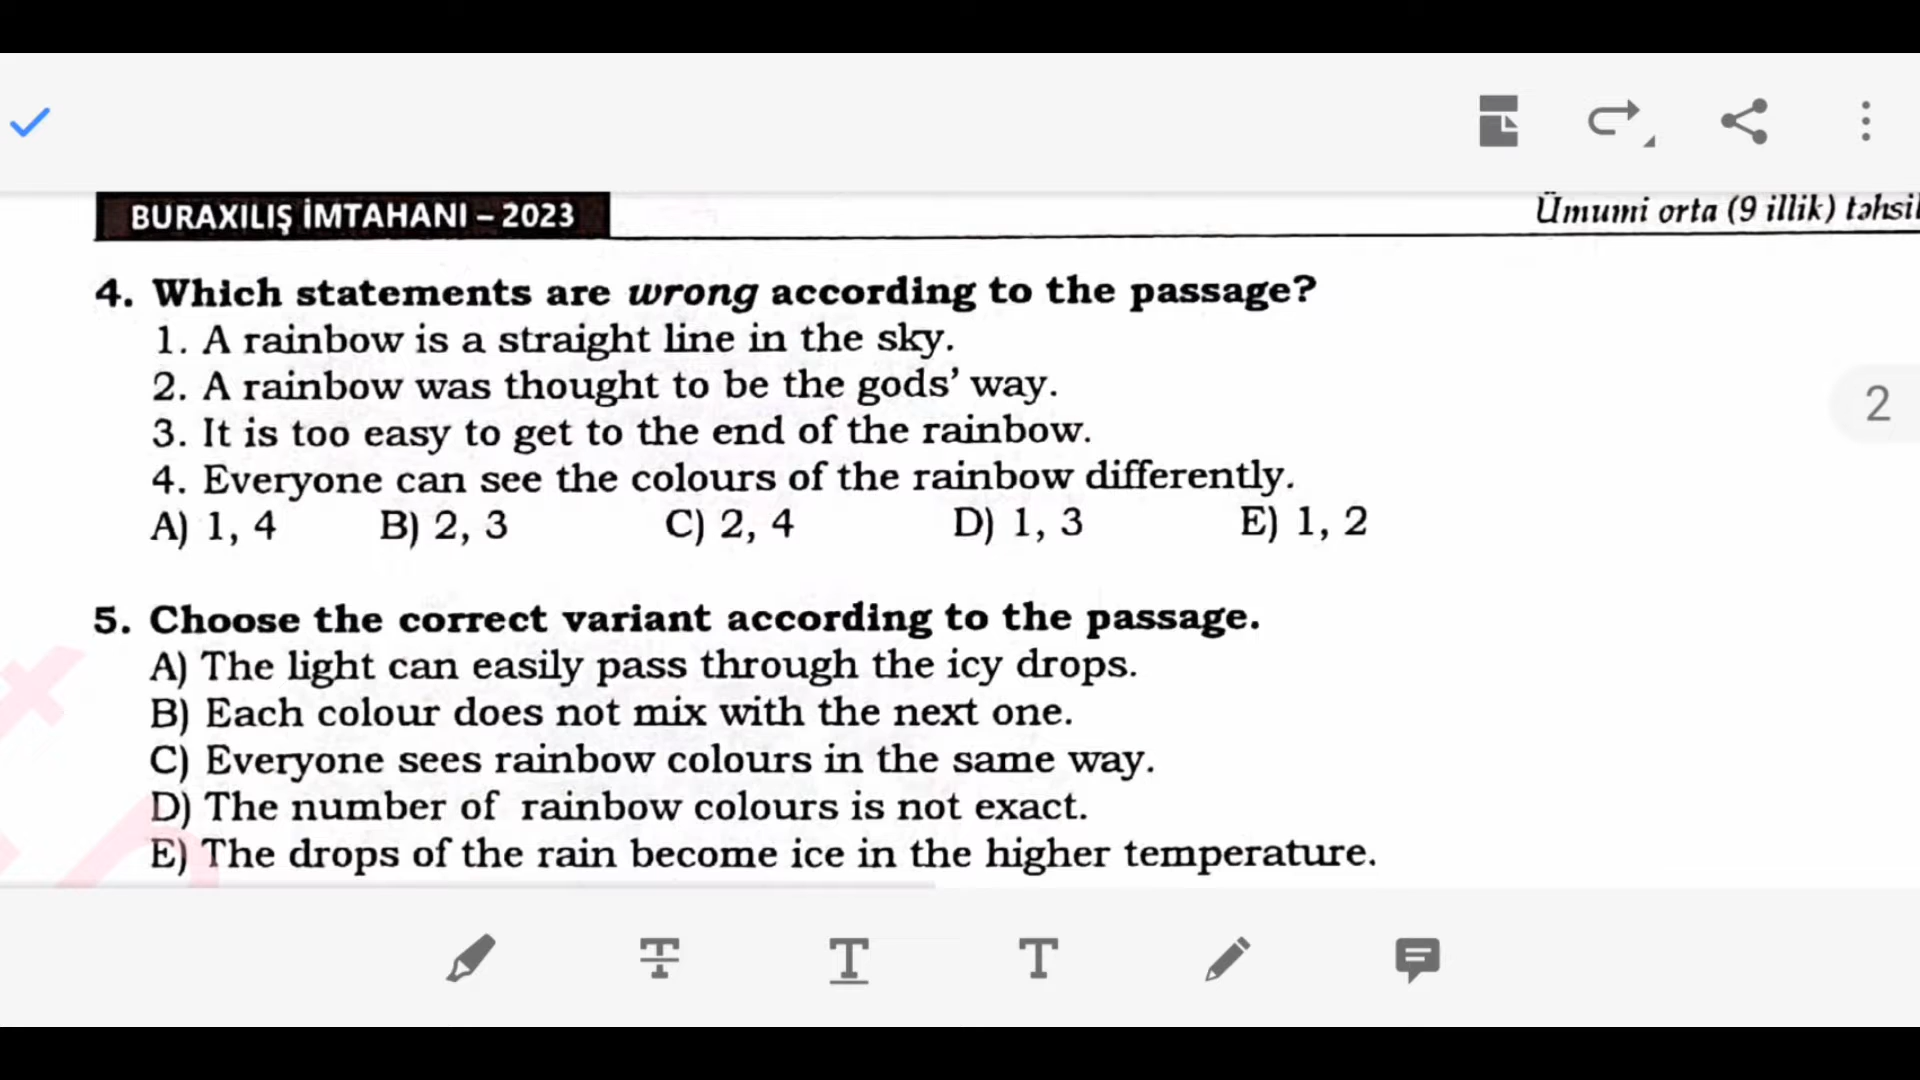 BURAXILIŞ İMTAHANI – 2023
Ümumi orta (9 illik) təhsil
4. Which statements are wrong according to the passage?
1. A rainbow is a straight line in the sky.
2. A rainbow was thought to be the gods’ way.
3. It is too easy to get to the end of the rainbow.
4. Everyone can see the colours of the rainbow differently.
A) 1, 4 B) 2, 3 C) 2, 4 D) 1, 3 E) 1, 2
2
5. Choose the correct variant according to the passage.
A) The light can easily pass through the icy drops.
B) Each colour does not mix with the next one.
C) Everyone sees rainbow colours in the same way.
D) The number of rainbow colours is not exact.
E) The drops of the rain become ice in the higher temperature.